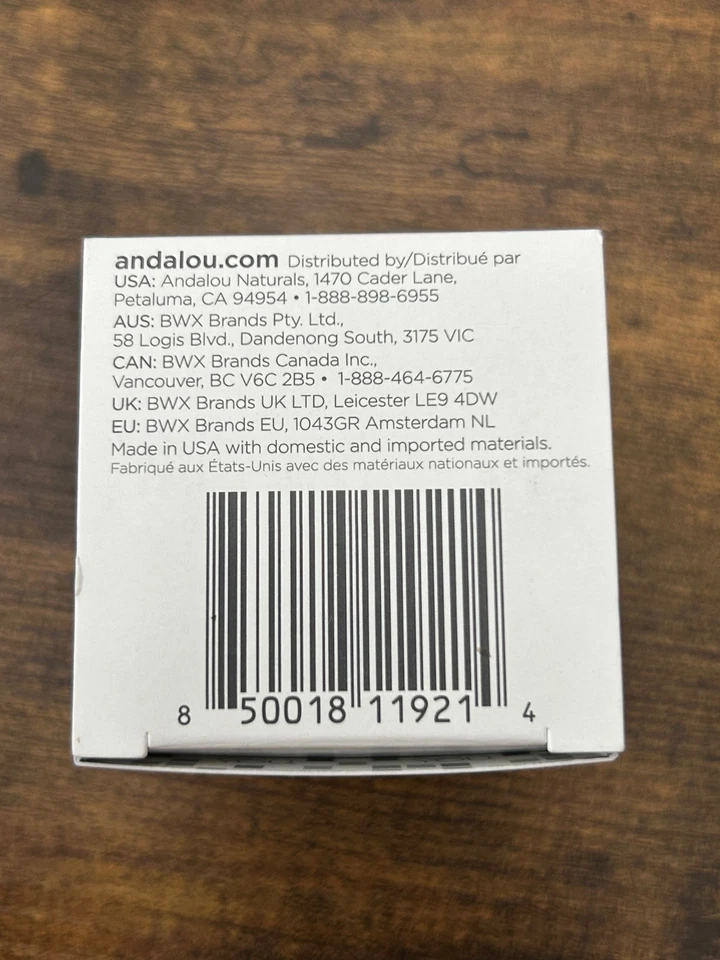 andalou.com Distributed by/Distribué par
USA: Andalou Naturals, 1470 Cader Lane,
Petaluma, CA 94954 • 1-888-898-6955
AUS: BWX Brands Pty. Ltd.,
58 Logis Blvd., Dandenong South, 3175 VIC
CAN: BWX Brands Canada Inc.,
Vancouver, BC V6C 2B5 • 1-888-464-6775
UK: BWX Brands UK LTD, Leicester LE9 4DW
EU: BWX Brands EU, 1043GR Amsterdam NL
Made in USA with domestic and imported materials.
Fabriqué aux États-Unis avec des matériaux nationaux et importés.
8 50018 11921 4